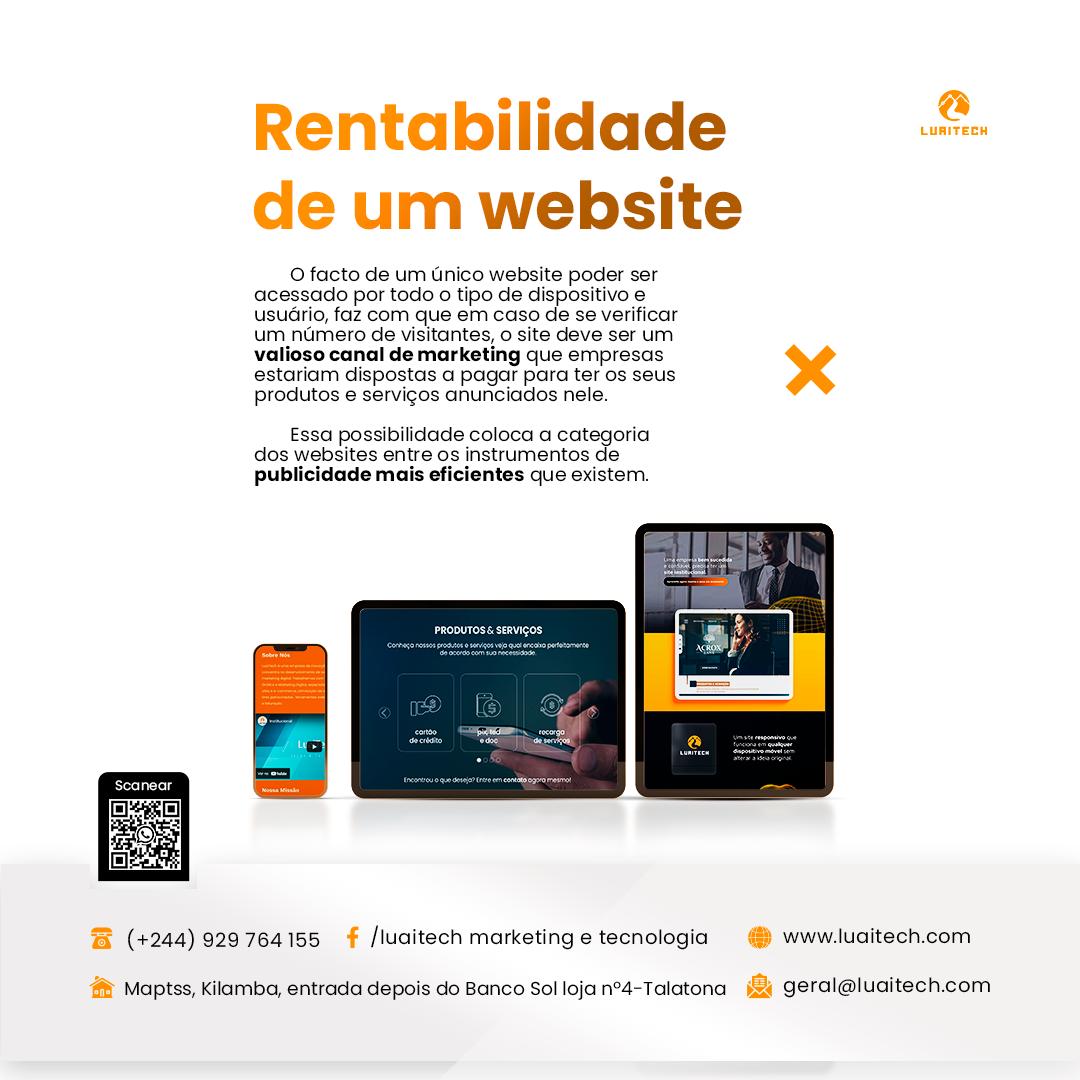 Rentabilidade
de um website
LUAITECH
O facto de um único website poder ser
acessado por todo o tipo de dispositivo e
usuário, faz com que em caso de se verificar
um número de visitantes, o site deve ser um
valioso canal de marketing que empresas
estariam dispostas a pagar para ter os seus
produtos e serviços anunciados nele.
Essa possibilidade coloca a categoria
dos websites entre os instrumentos de
publicidade mais eficientes que existem.
Sobre Nós
Institucional
YouTube
Nossa Missão
PRODUTOS & SERVIÇOS
Conheça nossos produtos e serviços veja qual encaixa perfeitamente
de acordo com sua necessidade.
cartão
de crédito
pix, ted
e doc
recarga
de serviços
Encontrou o que deseja? Entre em contato agora mesmo!
Uma empresa bem sucedida
e confiável, precisa ter um
site institucional.
ACROX
LUAITECH
Um site responsivo que
funciona em qualquer
dispositivo móvel sem
alterar a ideia original.
Scanear
(+244) 929 764 155
/luaitech marketing e tecnologia
www.luaitech.com
Maptss, Kilamba, entrada depois do Banco Sol loja nº4-Talatona
geral@luaitech.com